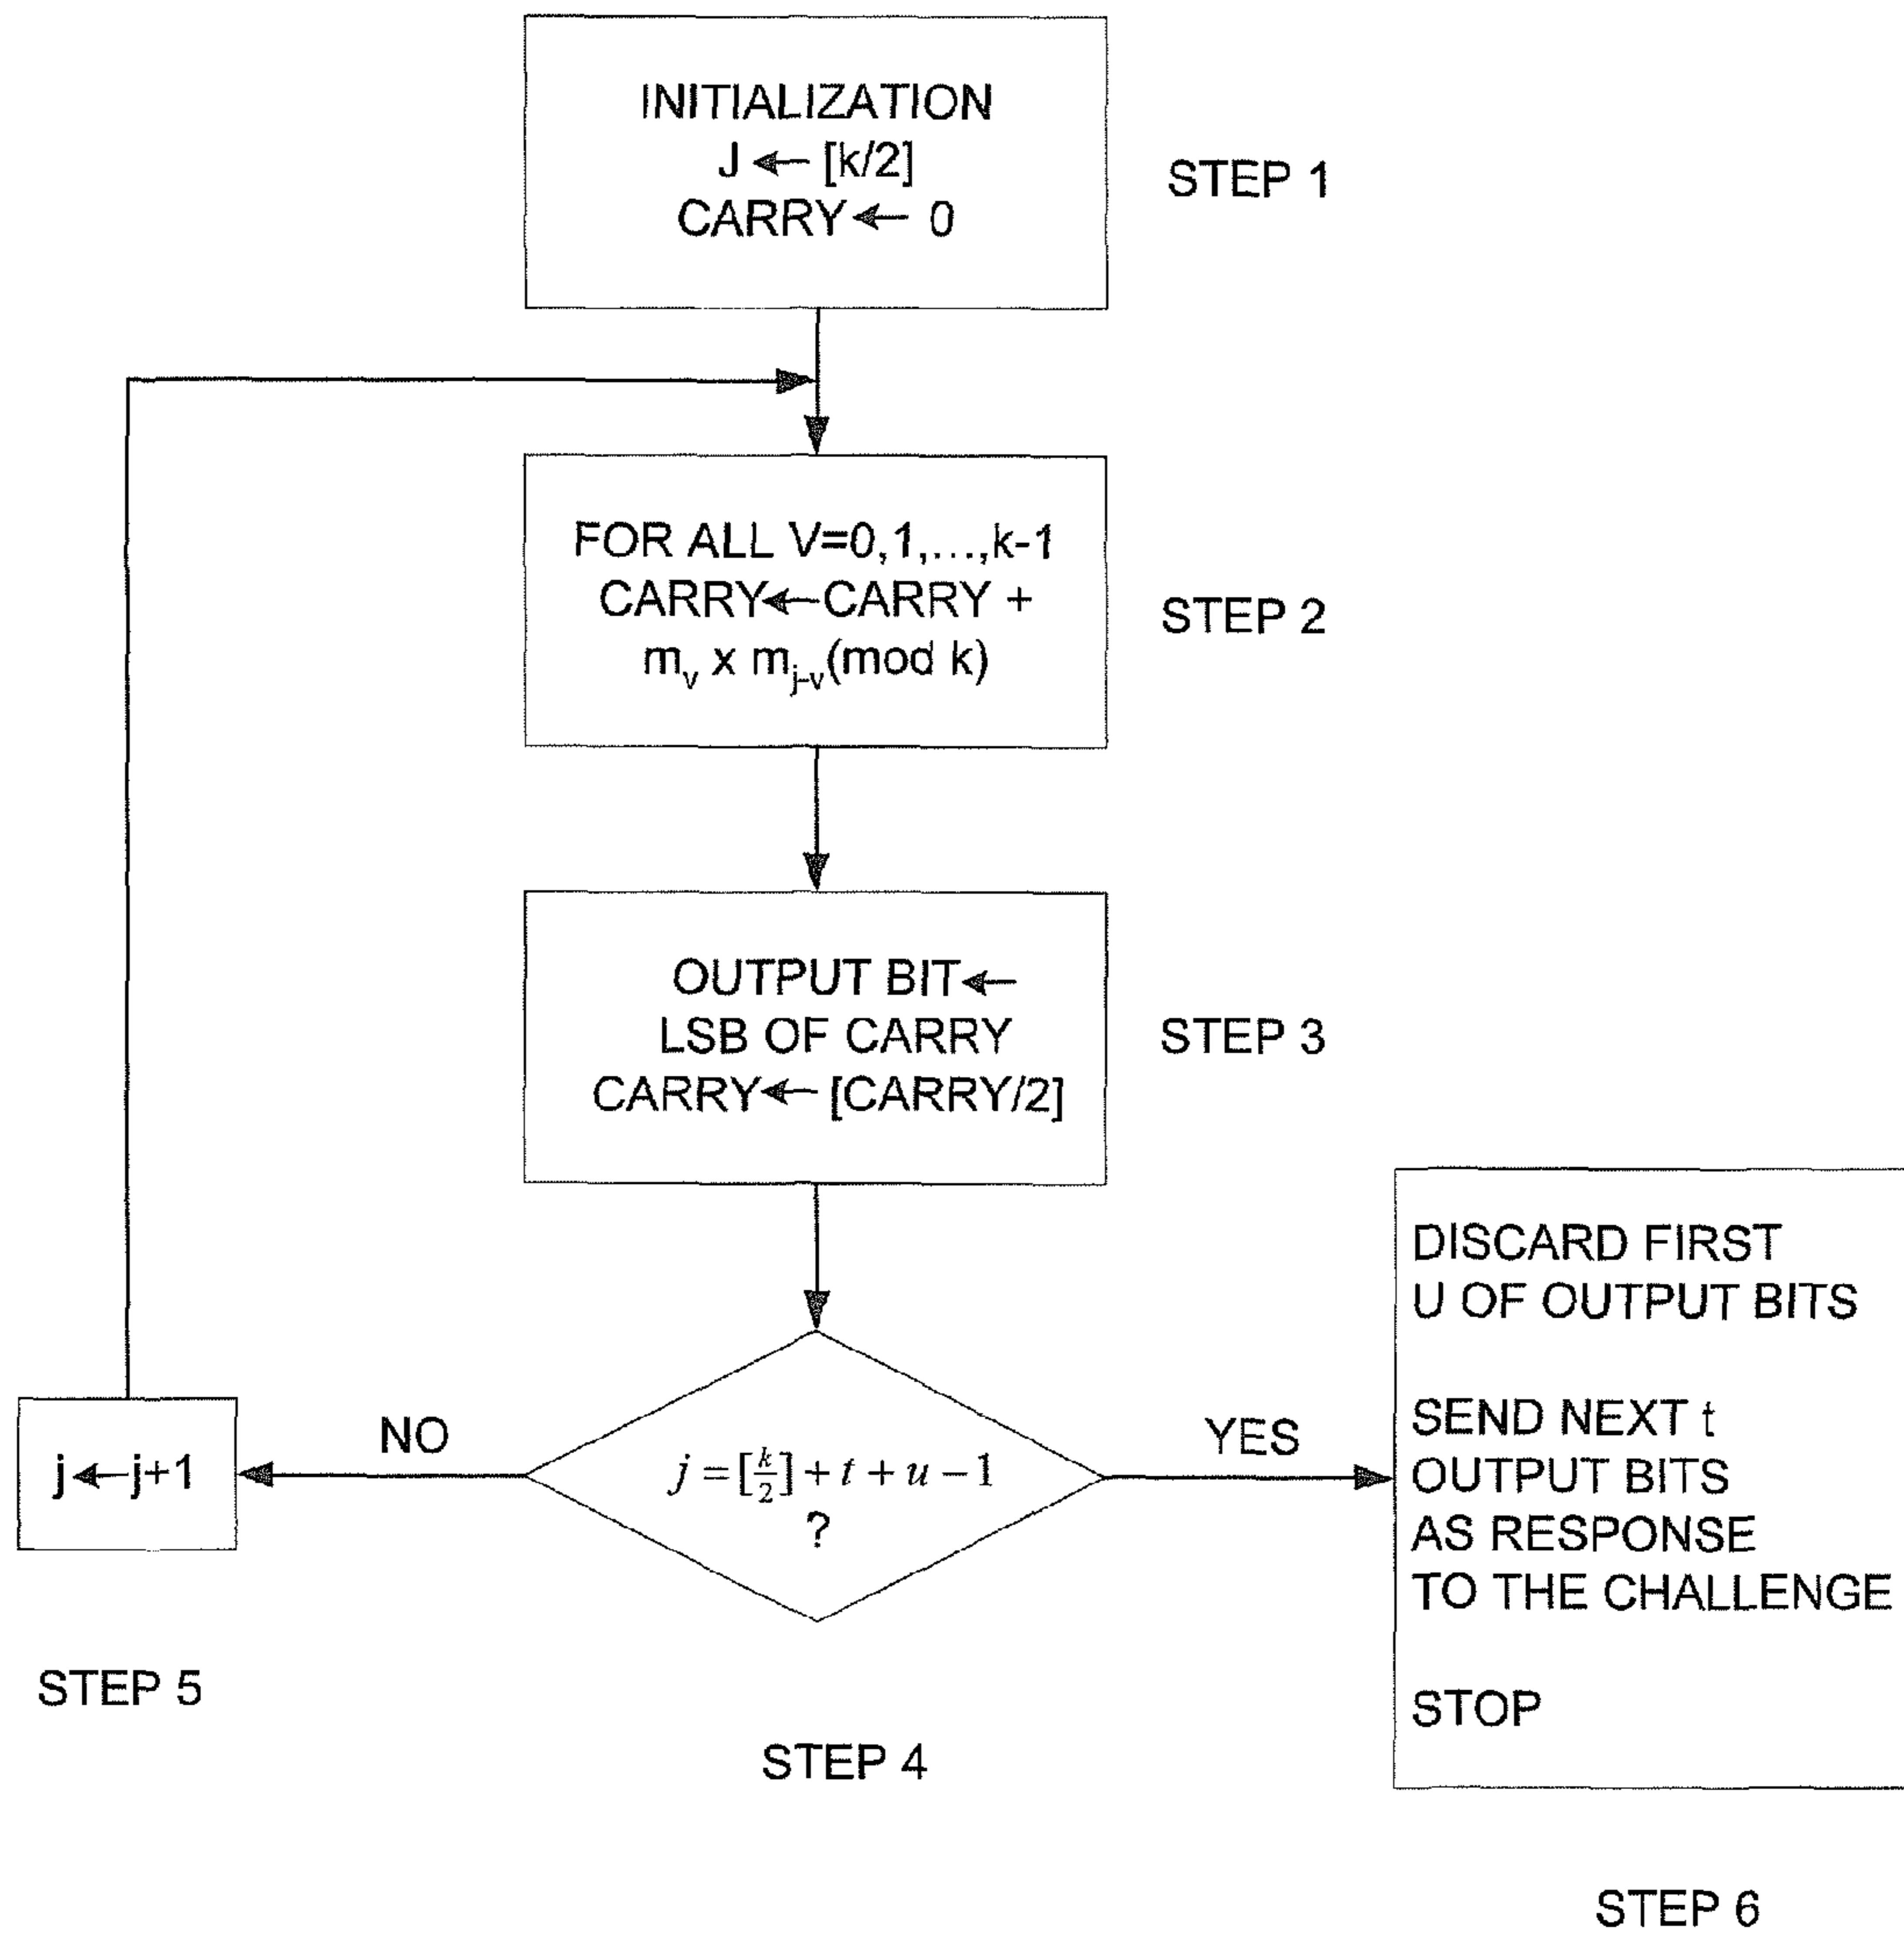 INITIALIZATION
J ← [k/2]
CARRY ← 0
STEP 1
FOR ALL V=0,1,...,k-1
CARRY←CARRY +
m_v x m_{j-v}(mod k)
STEP 2
OUTPUT BIT←
LSB OF CARRY
CARRY← [CARRY/2]
STEP 3
j = [k/2] + t + u − 1
?
STEP 4
NO
YES
j←j+1
STEP 5
DISCARD FIRST
U OF OUTPUT BITS
SEND NEXT t
OUTPUT BITS
AS RESPONSE
TO THE CHALLENGE
STOP
STEP 6